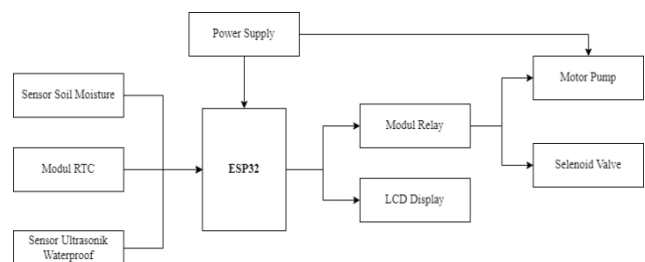 Power Supply
Sensor Soil Moisture
Motor Pump
Modul Relay
Modul RTC
ESP32
Selenoid Valve
LCD Display
Sensor Ultrasonik
Waterproof